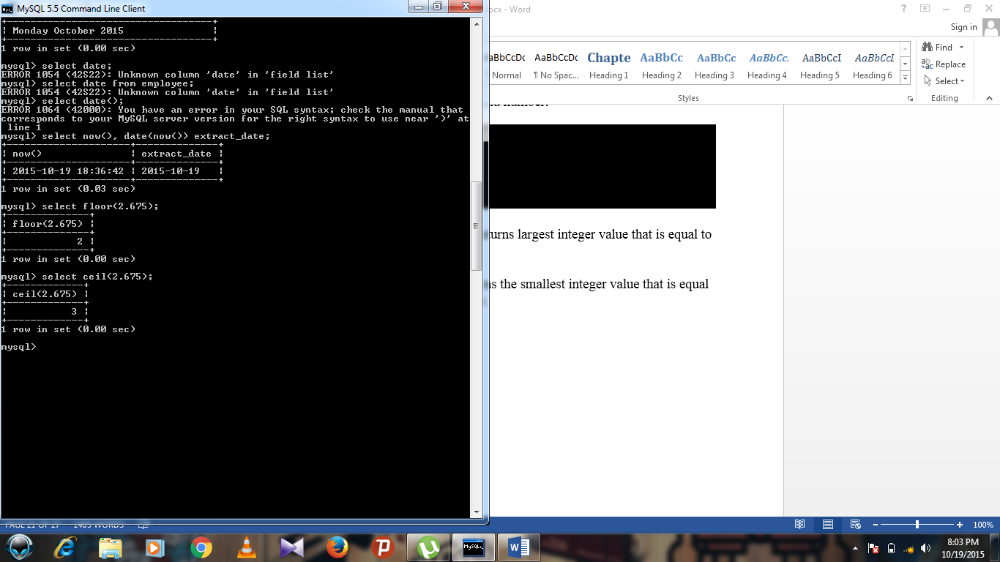 MySQL 5.5 Command Line Client
Monday October 2015
1 row in set (0.00 sec)
mysql> select date;
ERROR 1054 (42S22): Unknown column 'date' in 'field list'
mysql> select date from employee;
ERROR 1054 (42S22): Unknown column 'date' in 'field list'
mysql> select date();
ERROR 1064 (42000): You have an error in your SQL syntax; check the manual that
corresponds to your MySQL server version for the right syntax to use near ')' at
line 1
mysql> select now(), date(now()) extract_date;
now() | extract_date
2015-10-19 18:36:42 | 2015-10-19
1 row in set (0.03 sec)
mysql> select floor(2.675);
floor(2.675)
2
1 row in set (0.00 sec)
mysql> select ceil(2.675);
ceil(2.675)
3
1 row in set (0.00 sec)
mysql>
ocx - Word
?
Sign in
AaBbCcDc AaBbCcDc Chapte AaBbCc AaBbCc AaBbCc AaBbCcI AaBbCcI
Normal ¶ No Spac... Heading 1 Heading 2 Heading 3 Heading 4 Heading 5 Heading 6
Styles
Find
Replace
Select
Editing
number.
turns largest integer value that is equal to
as the smallest integer value that is equal
PAGE 21 OF 27
WORDS
100%
MySQL
8:03 PM
10/19/2015